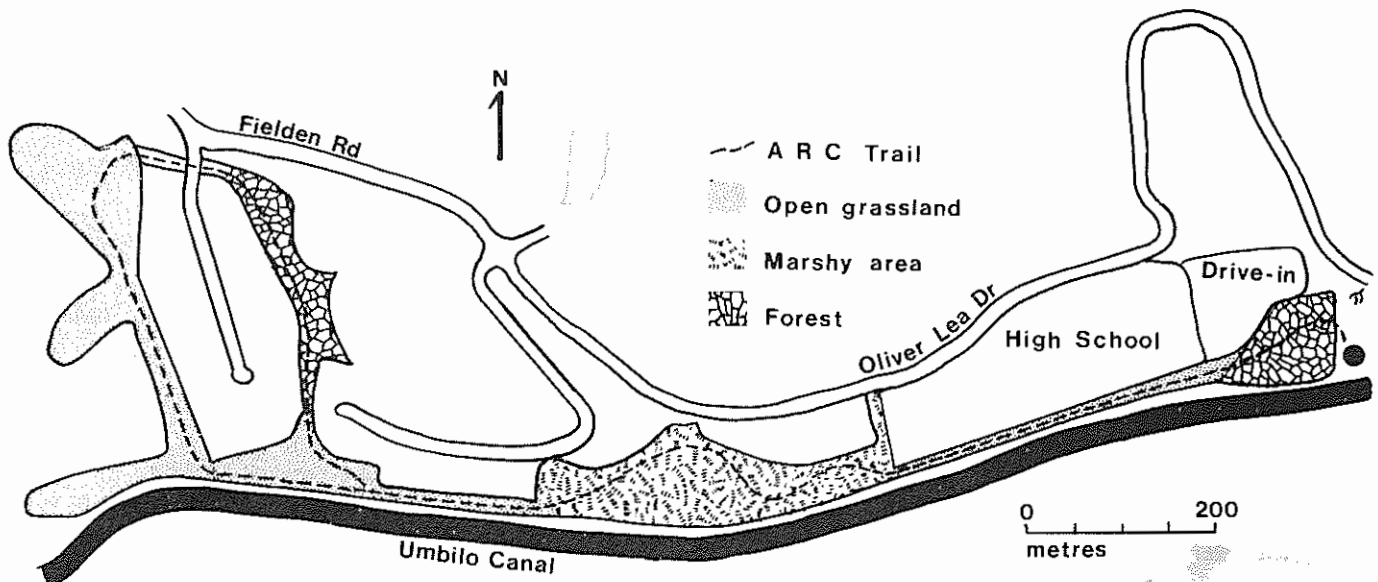 N
Fielden Rd
A R C Trail
Open grassland
Marshy area
Forest
Drive-in
High School
Oliver Lea Dr
0 200
metres
Umbilo Canal